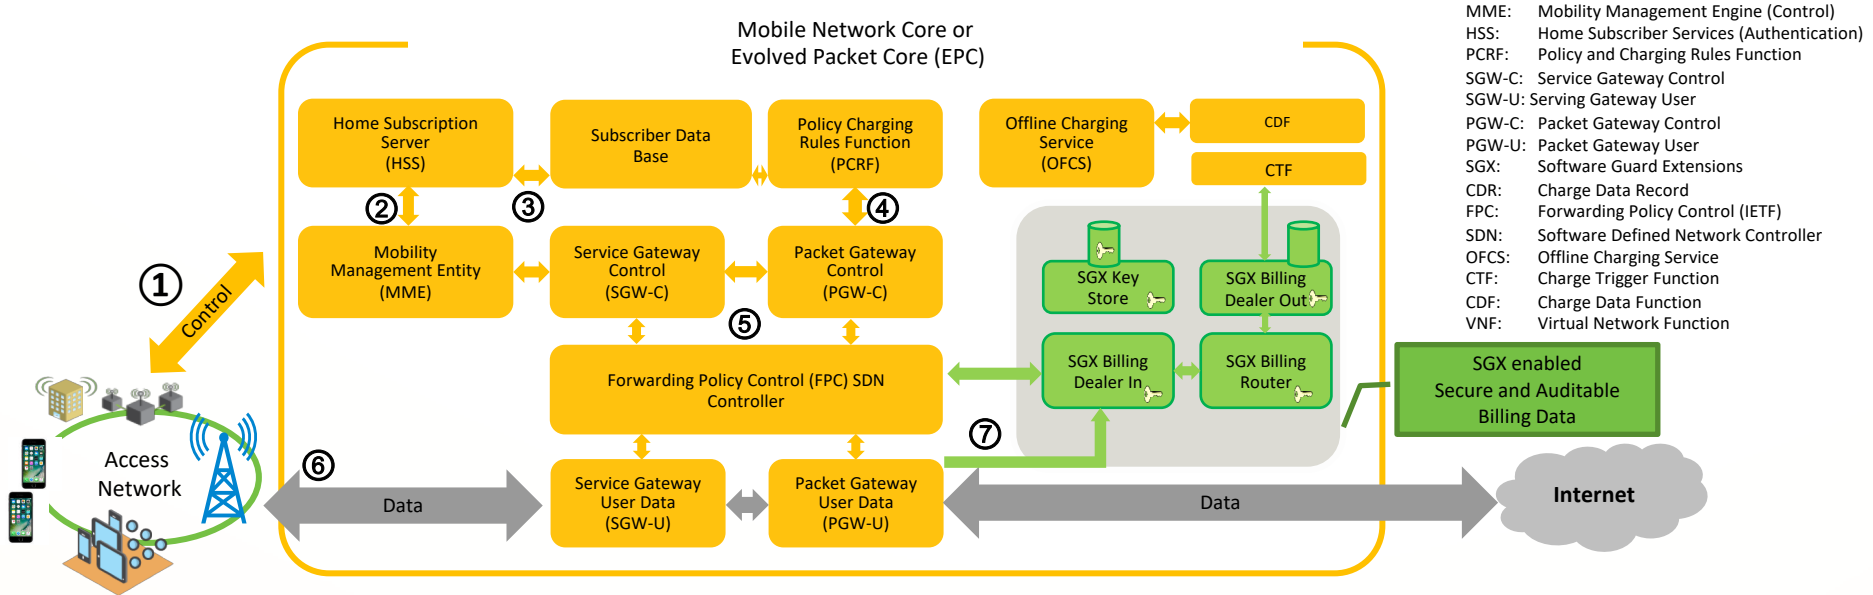 Mobile Network Core or
Evolved Packet Core (EPC)
MME: Mobility Management Engine (Control)
HSS: Home Subscriber Services (Authentication)
PCRF: Policy and Charging Rules Function
SGW-C: Service Gateway Control
SGW-U: Serving Gateway User
PGW-C: Packet Gateway Control
PGW-U: Packet Gateway User
SGX: Software Guard Extensions
CDR: Charge Data Record
FPC: Forwarding Policy Control (IETF)
SDN: Software Defined Network Controller
OFCS: Offline Charging Service
CTF: Charge Trigger Function
CDF: Charge Data Function
VNF: Virtual Network Function
Home Subscription
Server
(HSS)
Subscriber Data
Base
Policy Charging
Rules Function
(PCRF)
Offline Charging
Service
(OFCS)
CDF
CTF
②
③
④
Mobility
Management Entity
(MME)
Service Gateway
Control
(SGW-C)
Packet Gateway
Control
(PGW-C)
SGX Key
Store
SGX Billing
Dealer Out
①
Control
⑤
Forwarding Policy Control (FPC) SDN
Controller
SGX Billing
Dealer In
SGX Billing
Router
SGX enabled
Secure and Auditable
Billing Data
⑦
Access
Network
⑥
Data
Service Gateway
User Data
(SGW-U)
Packet Gateway
User Data
(PGW-U)
Data
Internet